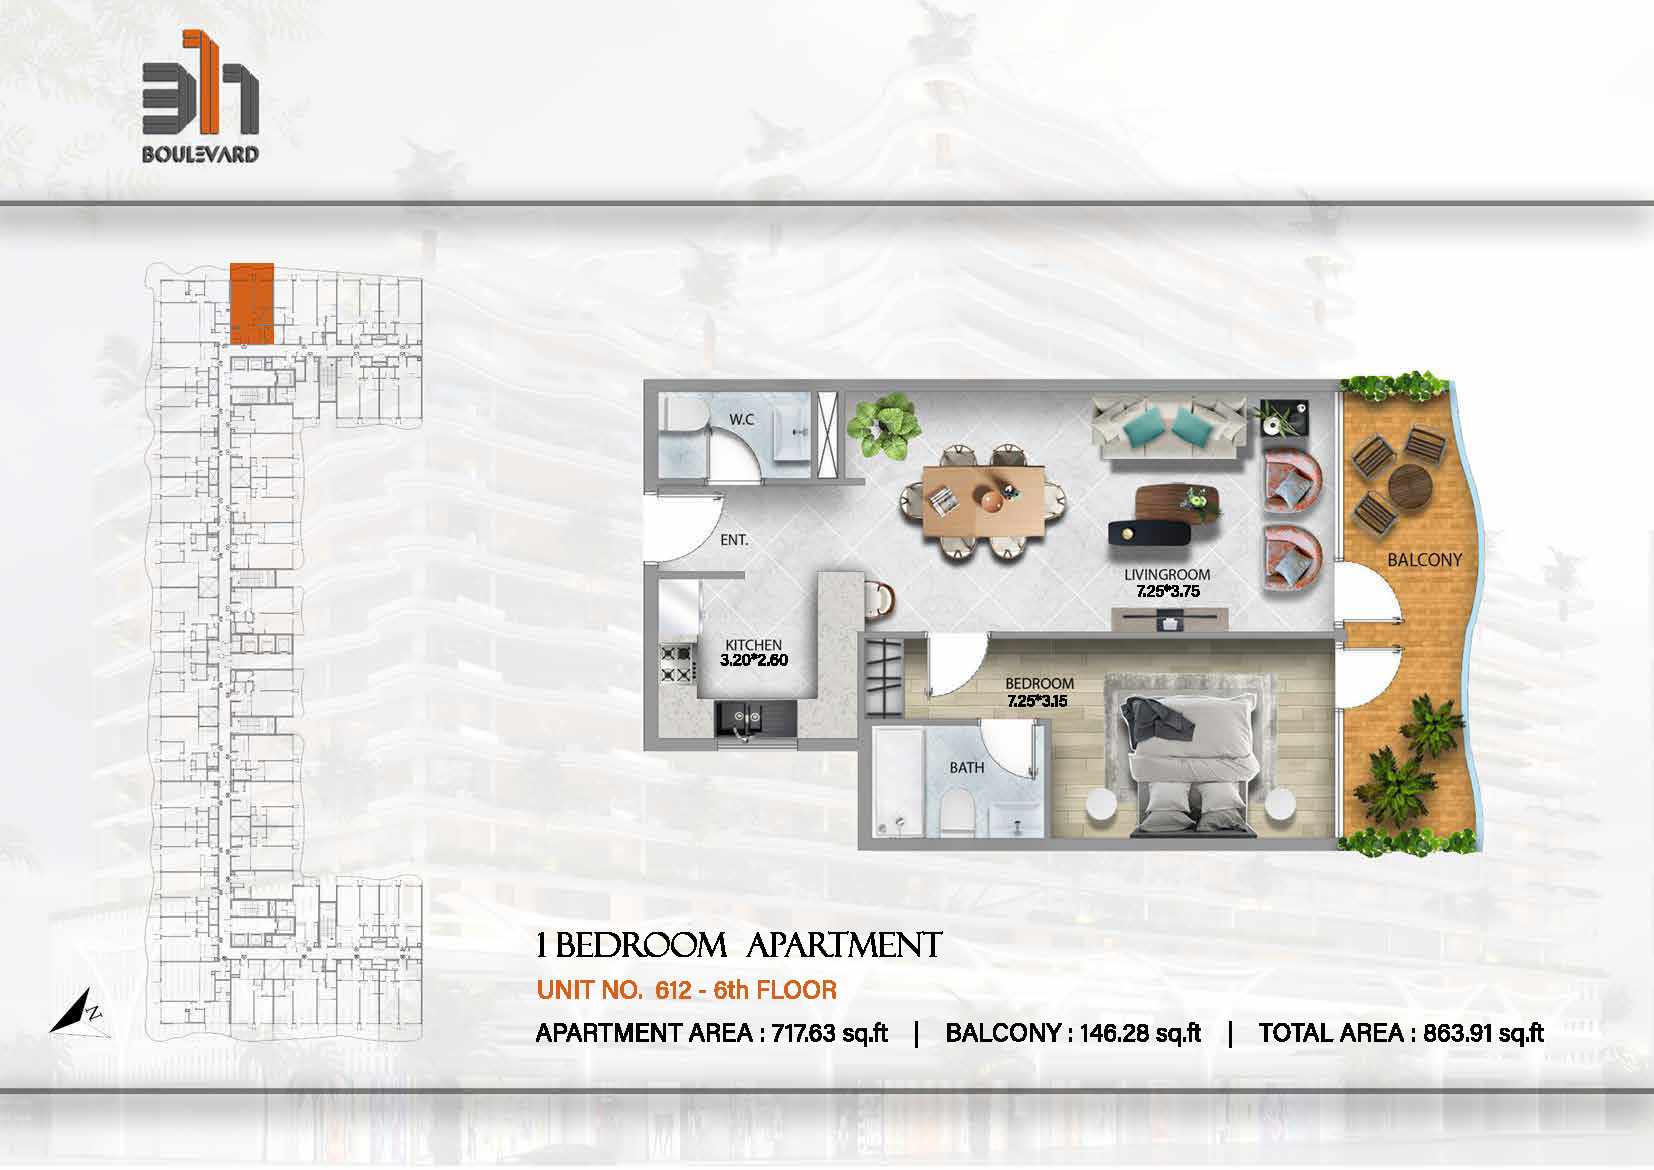 311
BOULEVARD
W.C
ENT.
LIVINGROOM
7.25*3.75
BALCONY
KITCHEN
3.20*2.60
BEDROOM
7.25*3.15
BATH
N
1 BEDROOM APARTMENT
UNIT NO. 612 - 6th FLOOR
APARTMENT AREA : 717.63 sq.ft | BALCONY : 146.28 sq.ft | TOTAL AREA : 863.91 sq.ft